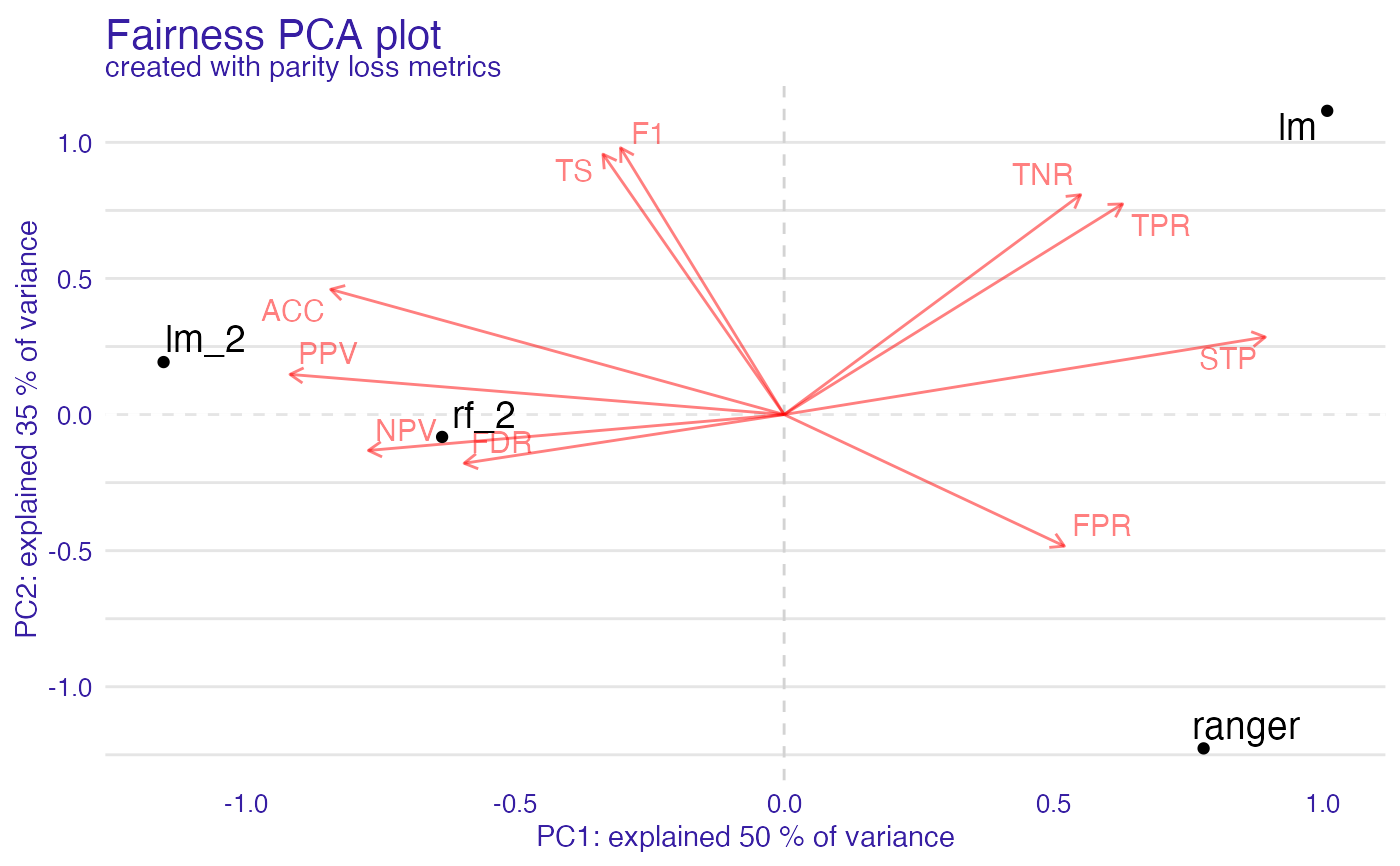 Fairness PCA plot
created with parity loss metrics
lm
F1
TS
TNR
TPR
ACC
lm_2
PPV
STP
rf_2
NPV
FDR
FPR
ranger
1.0
0.5
0.0
-0.5
-1.0
PC2: explained 35 % of variance
-1.0
-0.5
0.0
0.5
1.0
PC1: explained 50 % of variance